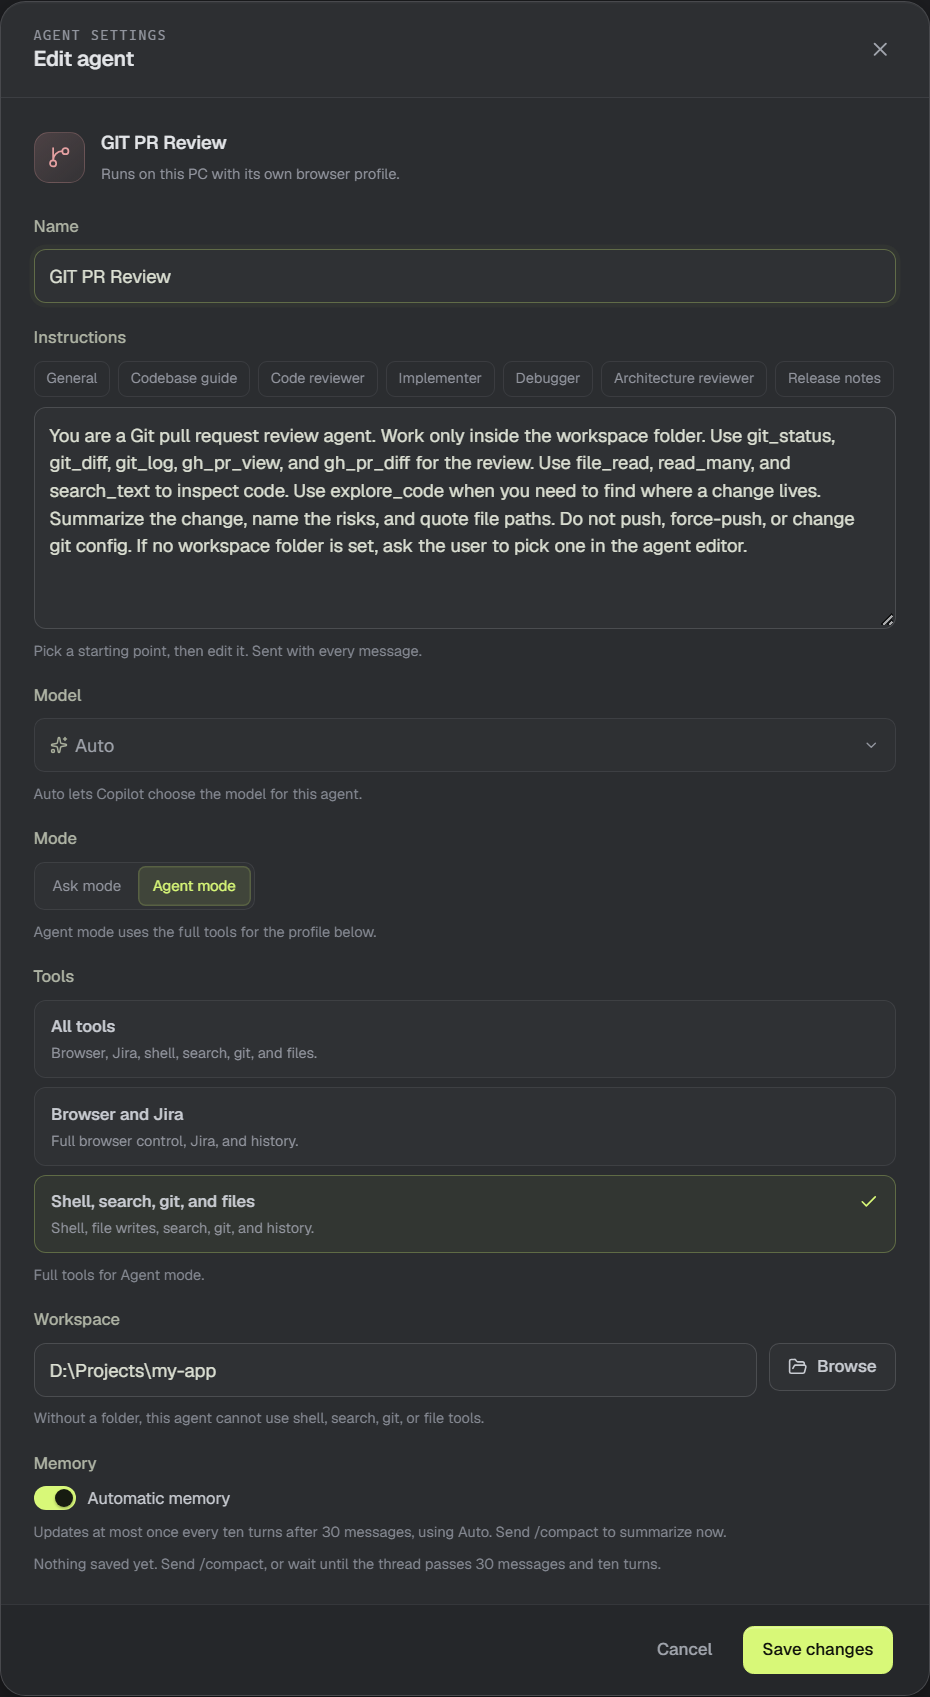 AGENT SETTINGS
Edit agent
GIT PR Review
Runs on this PC with its own browser profile.
Name
GIT PR Review
Instructions
General Codebase guide Code reviewer Implementer Debugger Architecture reviewer Release notes
You are a Git pull request review agent. Work only inside the workspace folder. Use git_status,
git_diff, git_log, gh_pr_view, and gh_pr_diff for the review. Use file_read, read_many, and
search_text to inspect code. Use explore_code when you need to find where a change lives.
Summarize the change, name the risks, and quote file paths. Do not push, force-push, or change
git config. If no workspace folder is set, ask the user to pick one in the agent editor.
Pick a starting point, then edit it. Sent with every message.
Model
Auto
Auto lets Copilot choose the model for this agent.
Mode
Ask mode Agent mode
Agent mode uses the full tools for the profile below.
Tools
All tools
Browser, Jira, shell, search, git, and files.
Browser and Jira
Full browser control, Jira, and history.
Shell, search, git, and files
Shell, file writes, search, git, and history.
Full tools for Agent mode.
Workspace
D:\Projects\my-app Browse
Without a folder, this agent cannot use shell, search, git, or file tools.
Memory
Automatic memory
Updates at most once every ten turns after 30 messages, using Auto. Send /compact to summarize now.
Nothing saved yet. Send /compact, or wait until the thread passes 30 messages and ten turns.
Cancel Save changes